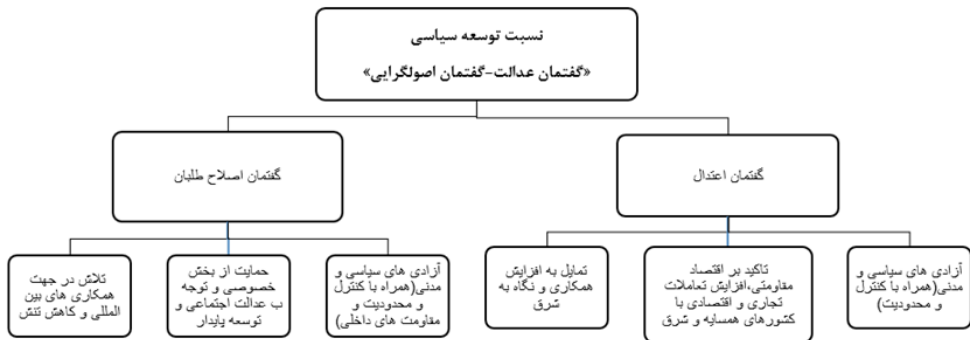 نسبت توسعه سیاسی
«گفتمان عدالت-گفتمان اصولگرایی»
گفتمان اعتدال
گفتمان اصلاح طلبان
آزادی های سیاسی و
مدنی(همراه با کنترل
و محدودیت)
تاکید بر اقتصاد
مقاومتی،افزایش تعاملات
تجاری و اقتصادی با
کشورهای همسایه و شرق
تمایل به افزایش
همکاری و نگاه به
شرق
آزادی های سیاسی و
مدنی(همراه با کنترل
و محدودیت و
مقاومت های داخلی)
حمایت از بخش
خصوصی و توجه
ب عدالت اجتماعی و
توسعه پایدار
تلاش در جهت
همکاری های بین
المللی و کاهش تنش